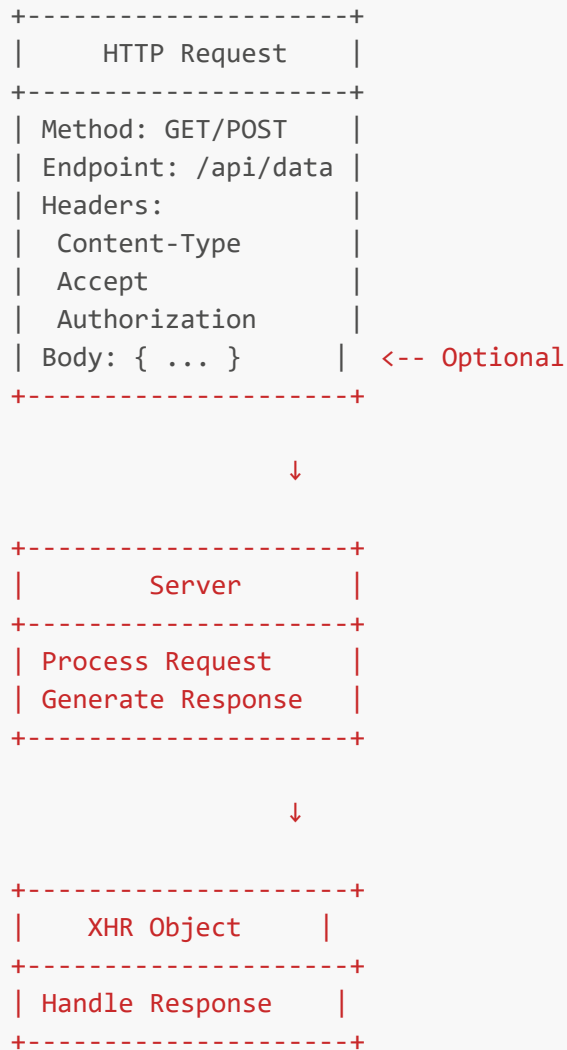 +---------------------+
|     HTTP Request    |
+---------------------+
| Method: GET/POST    |
| Endpoint: /api/data |
| Headers:            |
|  Content-Type       |
|  Accept             |
|  Authorization      |
| Body: { ... }      |  <-- Optional
+---------------------+
↓
+---------------------+
|        Server       |
+---------------------+
| Process Request     |
| Generate Response   |
+---------------------+
↓
+---------------------+
|    XHR Object     |
+---------------------+
| Handle Response    |
+---------------------+